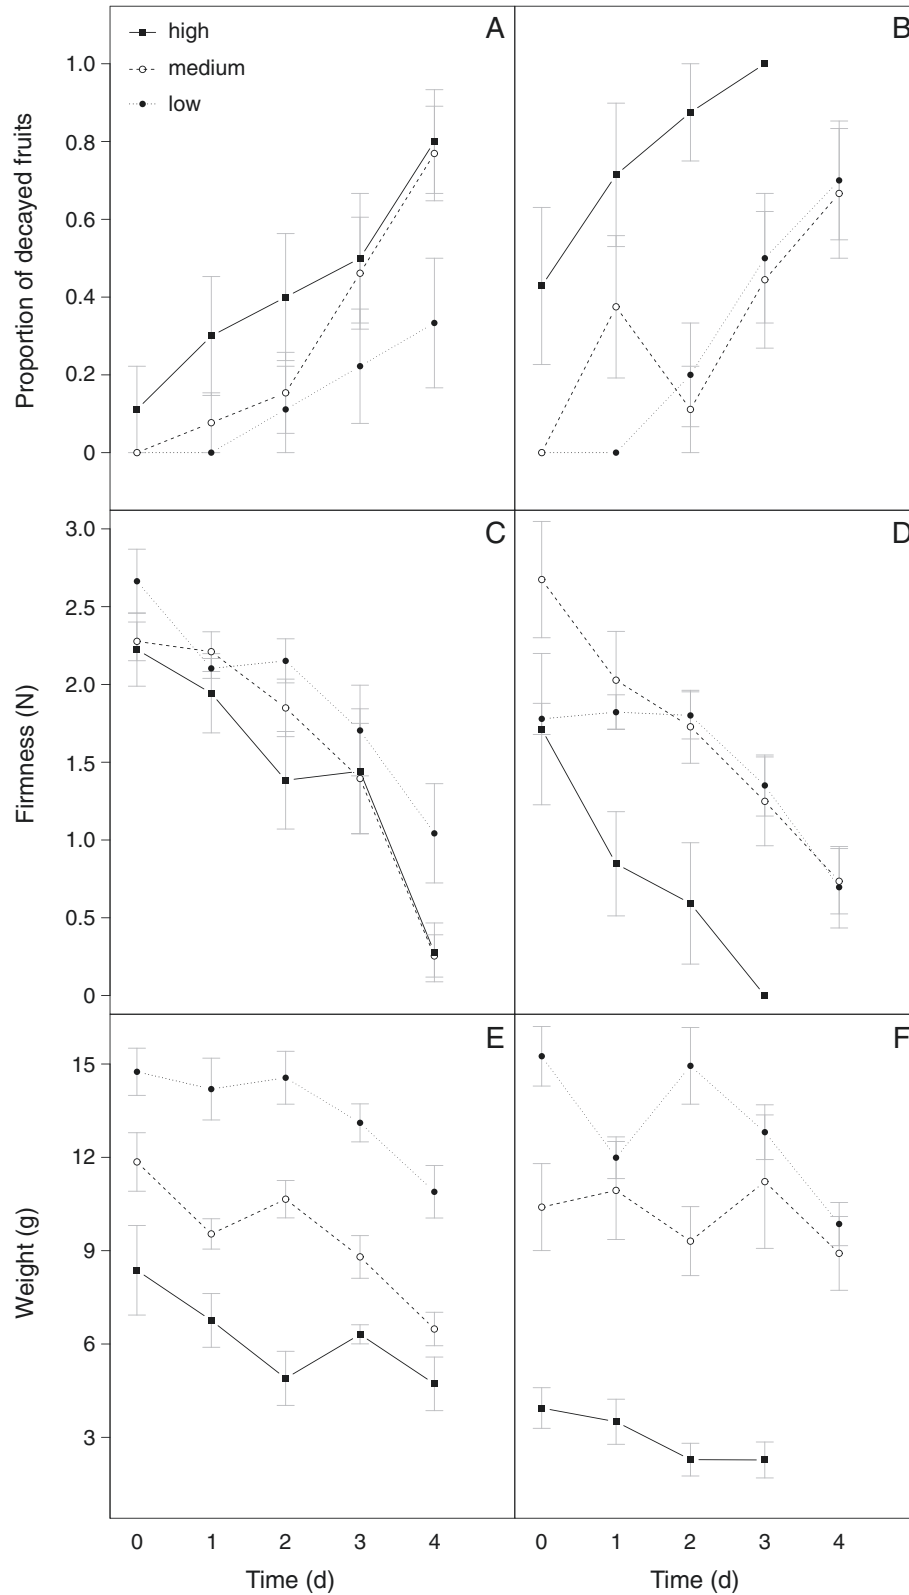 A
B
high
medium
low
Proportion of decayed fruits
1.0
0.8
0.6
0.4
0.2
0
C
D
Firmness (N)
3.0
2.5
2.0
1.5
1.0
0.5
0
E
F
Weight (g)
15
12
9
6
3
0 1 2 3 4
0 1 2 3 4
Time (d)
Time (d)